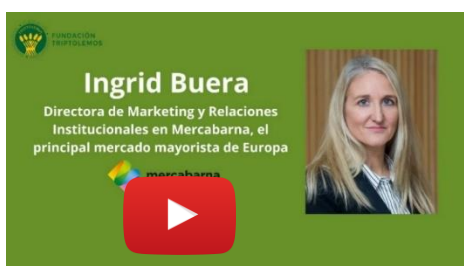 FUNDACIÓN
TRIPTOLEMOS
Ingrid Buera
Directora de Marketing y Relaciones
Institucionales en Mercabarna, el
principal mercado mayorista de Europa
mercabarna